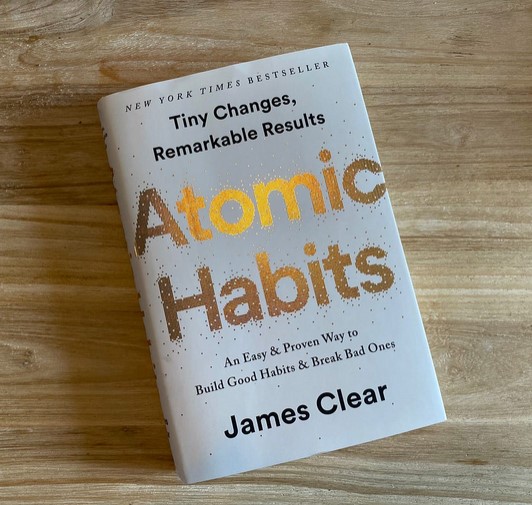 NEW YORK TIMES BESTSELLER
Tiny Changes,
Remarkable Results
Atomic
Habits
An Easy & Proven Way to
Build Good Habits & Break Bad Ones
James Clear